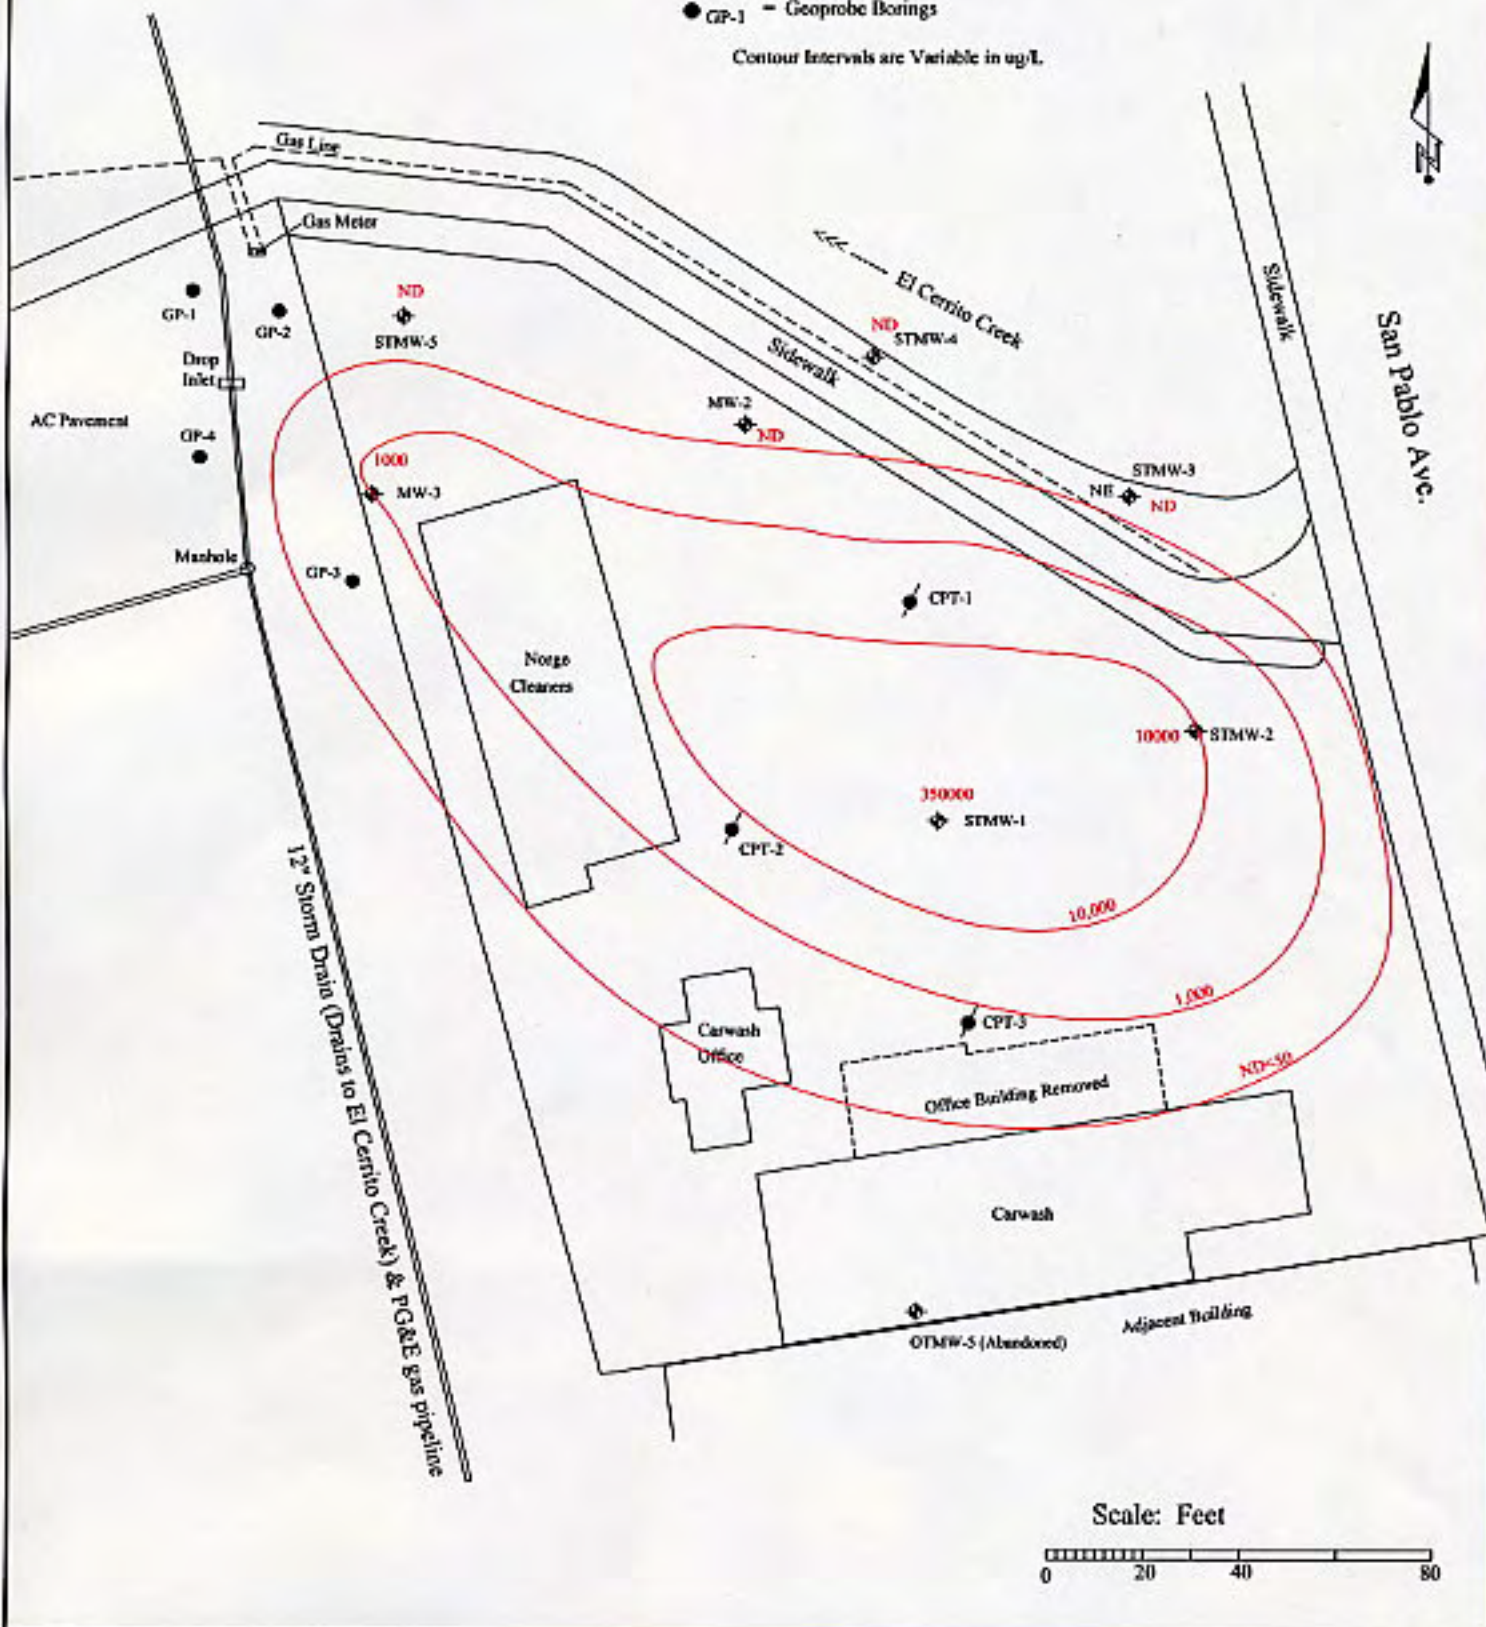 GP-1 - Geoprobe Borings
Contour Intervals are Variable in ug/L
Gas Line
Gas Meter
El Cerrito Creek
Sidewalk
San Pablo Ave.
GP-1
GP-2
ND
STMW-5
ND
STMW-4
Sidewalk
Drop
Inlet
MW-2
ND
AC Pavement
GP-4
1000
MW-3
STMW-3
NE
ND
Manhole
GP-3
CPT-1
Norge
Cleaners
10000
STMW-2
350000
STMW-1
CPT-2
10,000
12" Storm Drain (Drains to El Cerrito Creek) & PG&E gas pipeline
1,000
CPT-3
Carwash
Office
ND<50
Office Building Removed
Carwash
Adjacent Building
OTMW-5 (Abandoned)
Scale: Feet
0 20 40 80